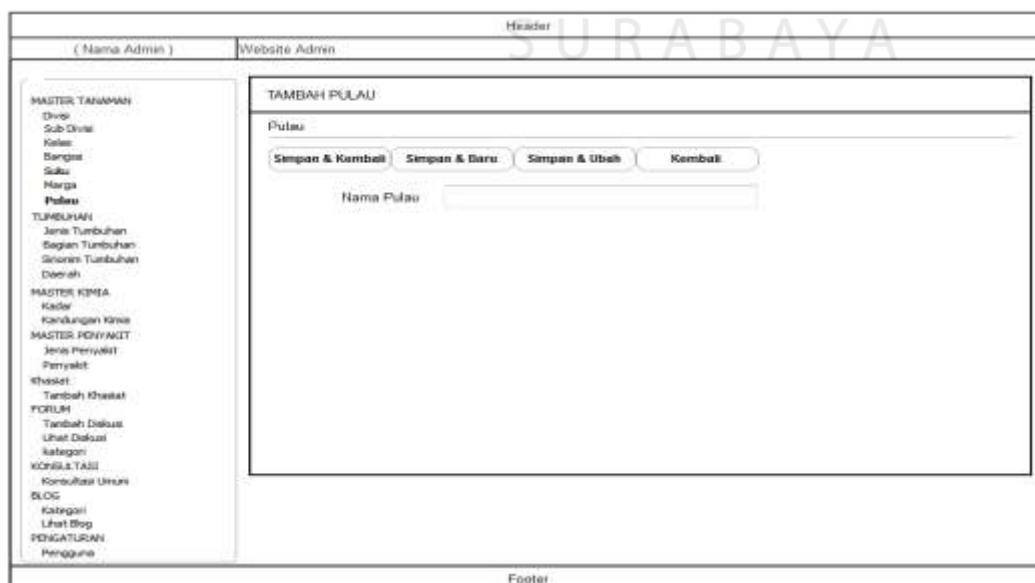 Header
SURABAYA
( Nama Admin )
Website Admin
MASTER TANAMAN
Divisi
Sub Divisi
Kelas
Bangsa
Suku
Marga
Pulau
TUMBUHAN
Jenis Tumbuhan
Bagian Tumbuhan
Sinonim Tumbuhan
Daerah
MASTER KIMIA
Kadar
Kandungan Kimia
MASTER PENYAKIT
Jenis Penyakit
Penyakit
Khasiat
Tambah Khasiat
FORUM
Tambah Diskusi
Lihat Diskusi
kategori
KONSULTASI
Konsultasi Umum
BLOG
Kategori
Lihat Blog
PENGATURAN
Pengguna
TAMBAH PULAU
Pulau
Simpan & Kembali
Simpan & Baru
Simpan & Ubah
Kembali
Nama Pulau
Footer